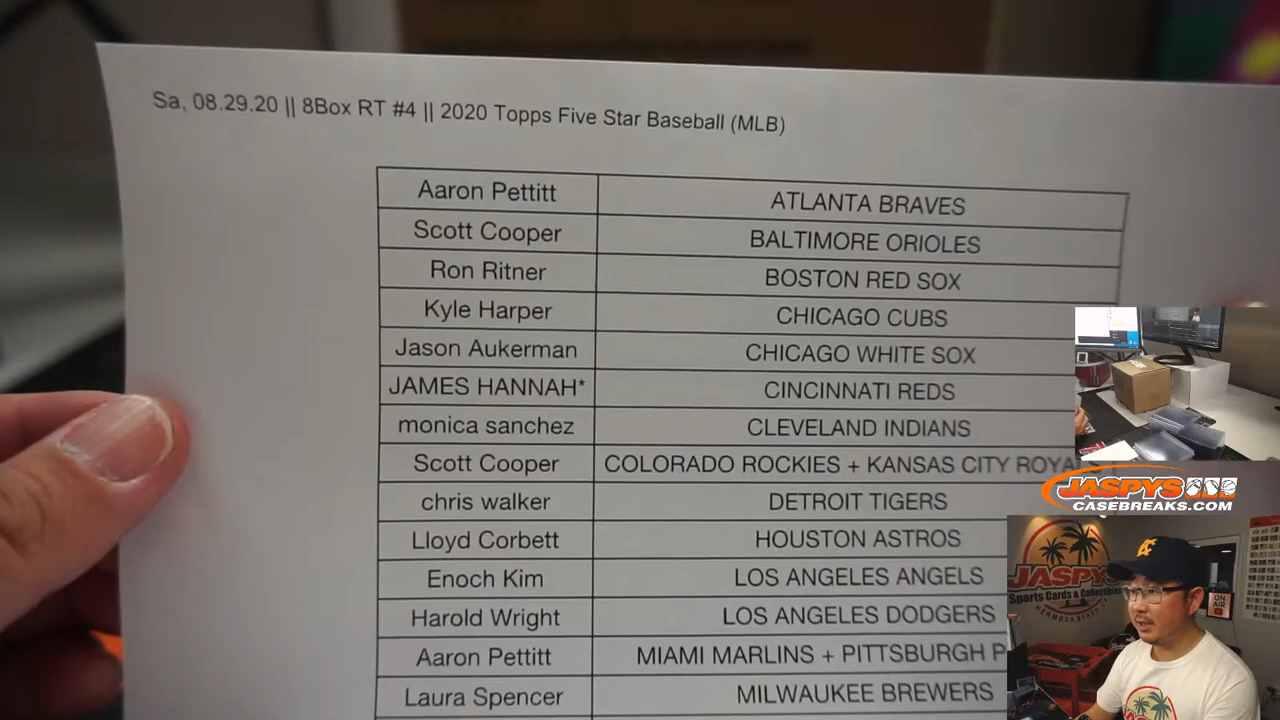 Sa, 08.29.20 || 8Box RT #4 || 2020 Topps Five Star Baseball (MLB)
Aaron Pettitt ATLANTA BRAVES
Scott Cooper BALTIMORE ORIOLES
Ron Ritner BOSTON RED SOX
Kyle Harper CHICAGO CUBS
Jason Aukerman CHICAGO WHITE SOX
JAMES HANNAH* CINCINNATI REDS
monica sanchez CLEVELAND INDIANS
Scott Cooper COLORADO ROCKIES + KANSAS CITY ROYA
chris walker DETROIT TIGERS
Lloyd Corbett HOUSTON ASTROS
Enoch Kim LOS ANGELES ANGELS
Harold Wright LOS ANGELES DODGERS
Aaron Pettitt MIAMI MARLINS + PITTSBURGH P
Laura Spencer MILWAUKEE BREWERS
JASPYS
CASEBREAKS.COM
JASPYS
Sports Cards & Collectibles
HERMOSA BEACH
ON AIR